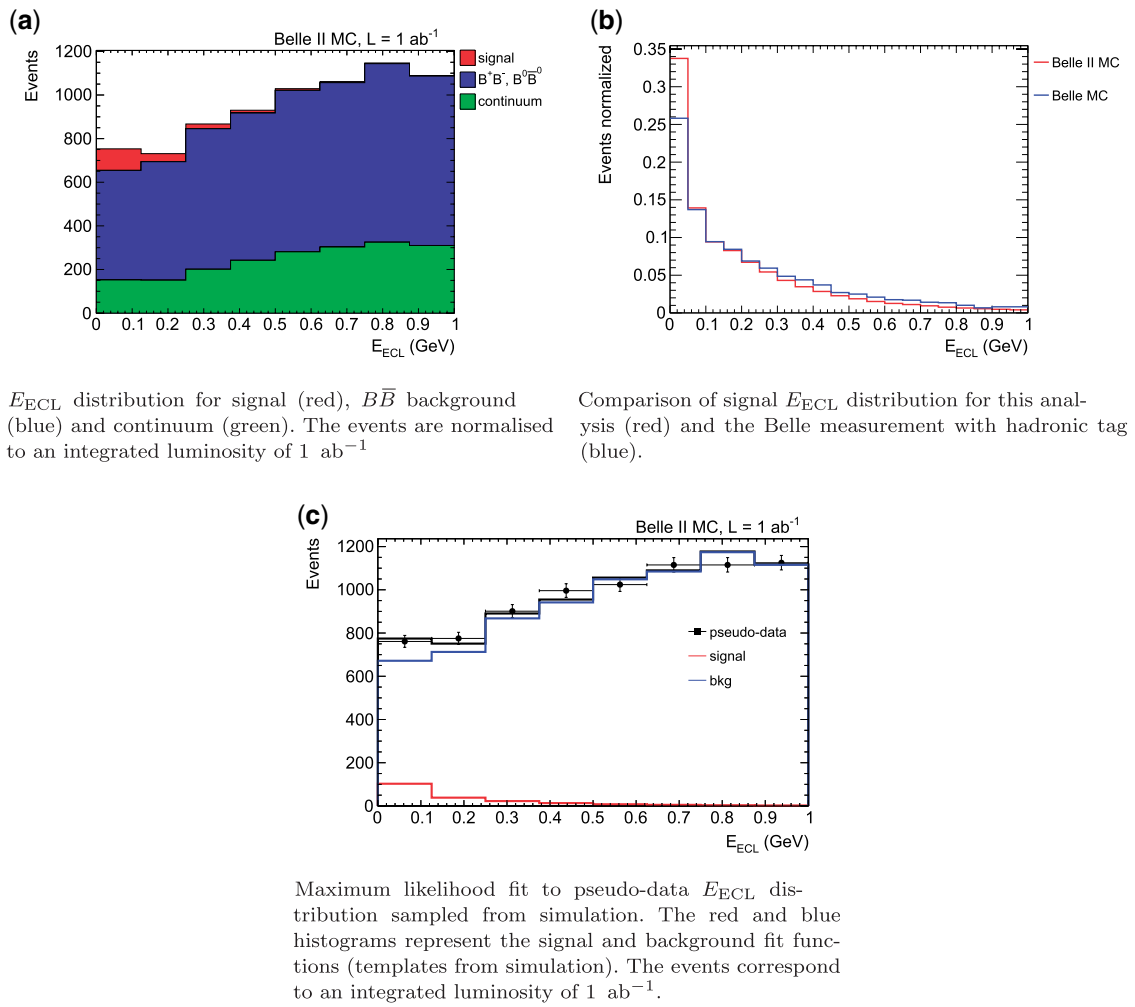 (a)
Belle II MC, L = 1 ab⁻¹
Events
1200
1000
800
600
400
200
0
0 0.1 0.2 0.3 0.4 0.5 0.6 0.7 0.8 0.9 1
E_ECL (GeV)
signal
B⁺B⁻, B⁰B̅⁰
continuum
E_ECL distribution for signal (red), BB̅ background
(blue) and continuum (green). The events are normalised
to an integrated luminosity of 1 ab⁻¹
(b)
Events normalized
0.35
0.3
0.25
0.2
0.15
0.1
0.05
0
0 0.1 0.2 0.3 0.4 0.5 0.6 0.7 0.8 0.9 1
E_ECL (GeV)
Belle II MC
Belle MC
Comparison of signal E_ECL distribution for this anal-
ysis (red) and the Belle measurement with hadronic tag
(blue).
(c)
Belle II MC, L = 1 ab⁻¹
Events
1200
1000
800
600
400
200
0
0 0.1 0.2 0.3 0.4 0.5 0.6 0.7 0.8 0.9 1
E_ECL (GeV)
pseudo-data
signal
bkg
Maximum likelihood fit to pseudo-data E_ECL dis-
tribution sampled from simulation. The red and blue
histograms represent the signal and background fit func-
tions (templates from simulation). The events correspond
to an integrated luminosity of 1 ab⁻¹.